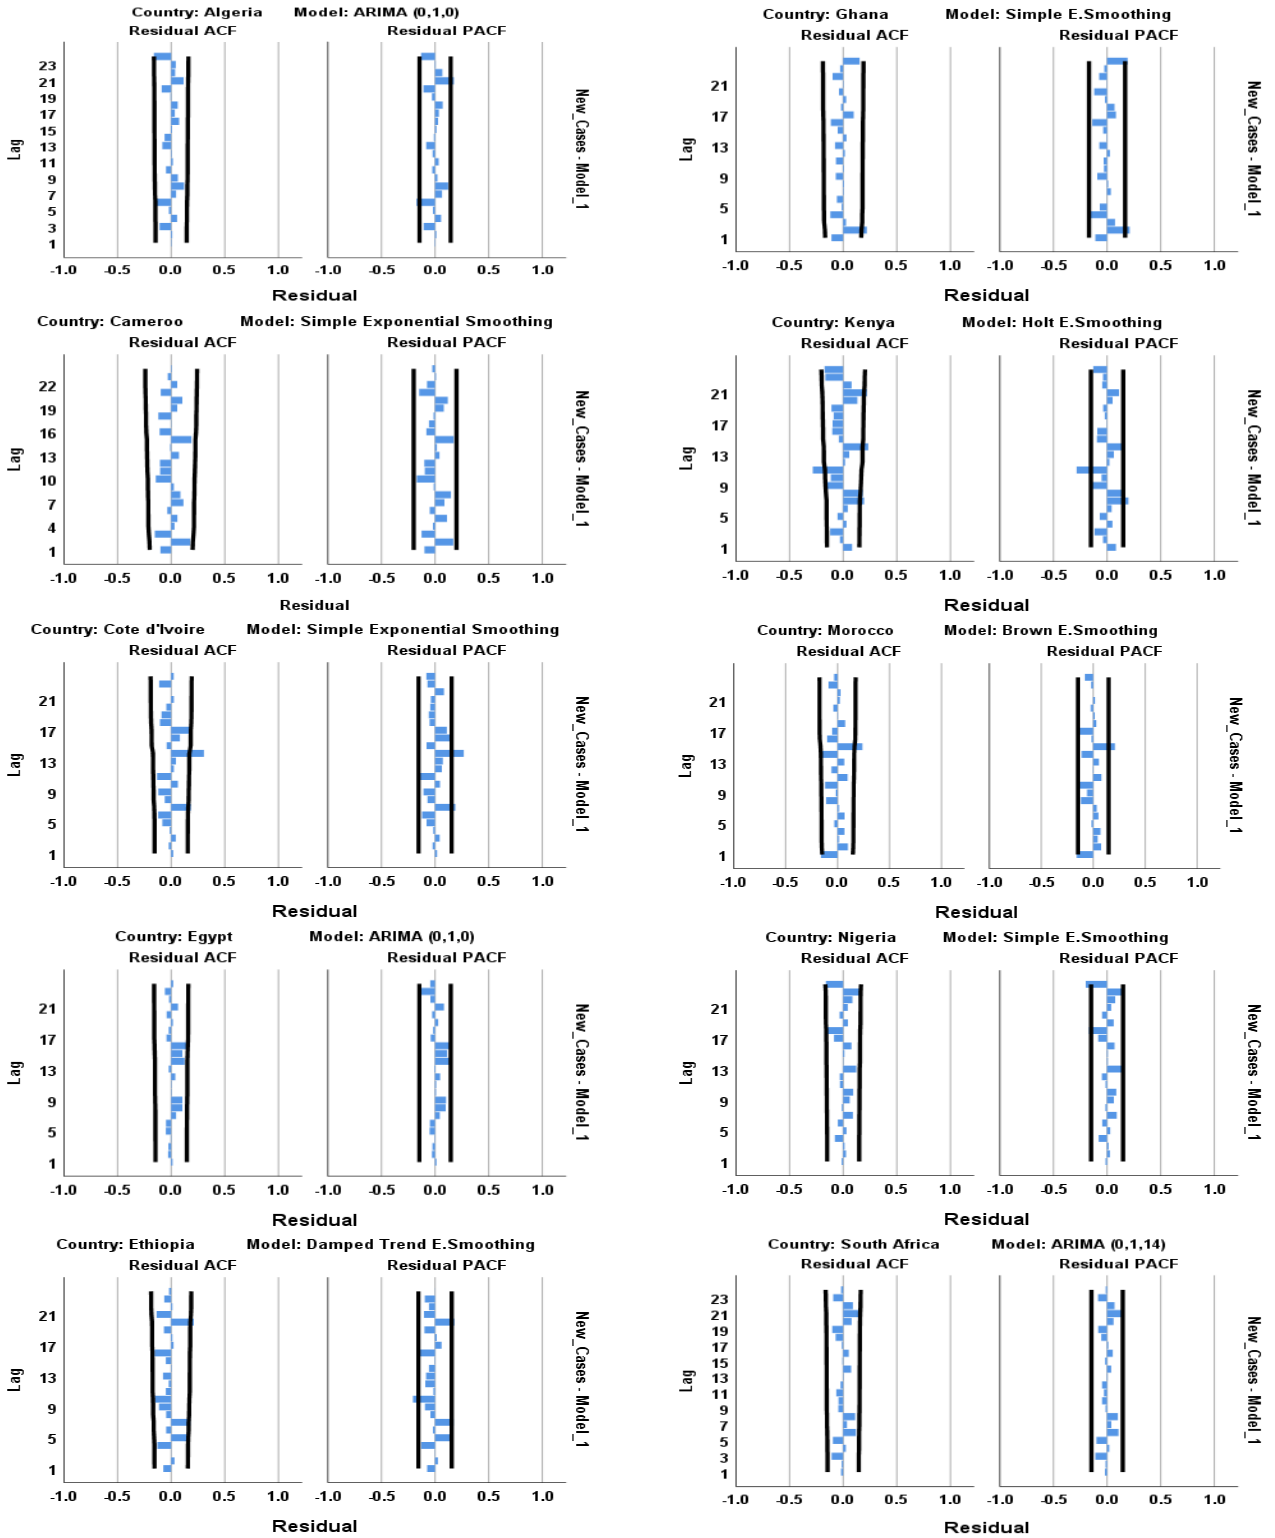 Country: Algeria Model: ARIMA (0,1,0)
Residual ACF Residual PACF
Lag
23
21
19
17
15
13
11
9
7
5
3
1
-1.0 -0.5 0.0 0.5 1.0 -1.0 -0.5 0.0 0.5 1.0
Residual
New_Cases - Model_1
Country: Cameroo Model: Simple Exponential Smoothing
Residual ACF Residual PACF
Lag
22
19
16
13
10
7
4
1
-1.0 -0.5 0.0 0.5 1.0 -1.0 -0.5 0.0 0.5 1.0
Residual
New_Cases - Model_1
Country: Cote d'Ivoire Model: Simple Exponential Smoothing
Residual ACF Residual PACF
Lag
21
17
13
9
5
1
-1.0 -0.5 0.0 0.5 1.0 -1.0 -0.5 0.0 0.5 1.0
Residual
New_Cases - Model_1
Country: Egypt Model: ARIMA (0,1,0)
Residual ACF Residual PACF
Lag
21
17
13
9
5
1
-1.0 -0.5 0.0 0.5 1.0 -1.0 -0.5 0.0 0.5 1.0
Residual
New_Cases - Model_1
Country: Ethiopia Model: Damped Trend E.Smoothing
Residual ACF Residual PACF
Lag
21
17
13
9
5
1
-1.0 -0.5 0.0 0.5 1.0 -1.0 -0.5 0.0 0.5 1.0
Residual
New_Cases - Model_1
Country: Ghana Model: Simple E.Smoothing
Residual ACF Residual PACF
Lag
21
17
13
9
5
1
-1.0 -0.5 0.0 0.5 1.0 -1.0 -0.5 0.0 0.5 1.0
Residual
New_Cases - Model_1
Country: Kenya Model: Holt E.Smoothing
Residual ACF Residual PACF
Lag
21
17
13
9
5
1
-1.0 -0.5 0.0 0.5 1.0 -1.0 -0.5 0.0 0.5 1.0
Residual
New_Cases - Model_1
Country: Morocco Model: Brown E.Smoothing
Residual ACF Residual PACF
Lag
21
17
13
9
5
1
-1.0 -0.5 0.0 0.5 1.0 -1.0 -0.5 0.0 0.5 1.0
Residual
New_Cases - Model_1
Country: Nigeria Model: Simple E.Smoothing
Residual ACF Residual PACF
Lag
21
17
13
9
5
1
-1.0 -0.5 0.0 0.5 1.0 -1.0 -0.5 0.0 0.5 1.0
Residual
New_Cases - Model_1
Country: South Africa Model: ARIMA (0,1,14)
Residual ACF Residual PACF
Lag
23
21
19
17
15
13
11
9
7
5
3
1
-1.0 -0.5 0.0 0.5 1.0 -1.0 -0.5 0.0 0.5 1.0
Residual
New_Cases - Model_1